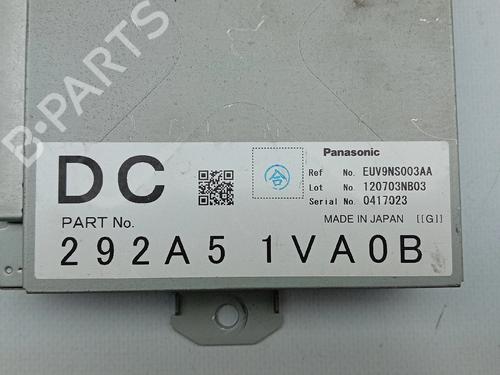 B-PARTS
DC
合
Panasonic
Ref No. EUV9NS003AA
Lot No. 120703NB03
Serial No. 0417023
PART No.
MADE IN JAPAN [[G]]
292A5 1VA0B